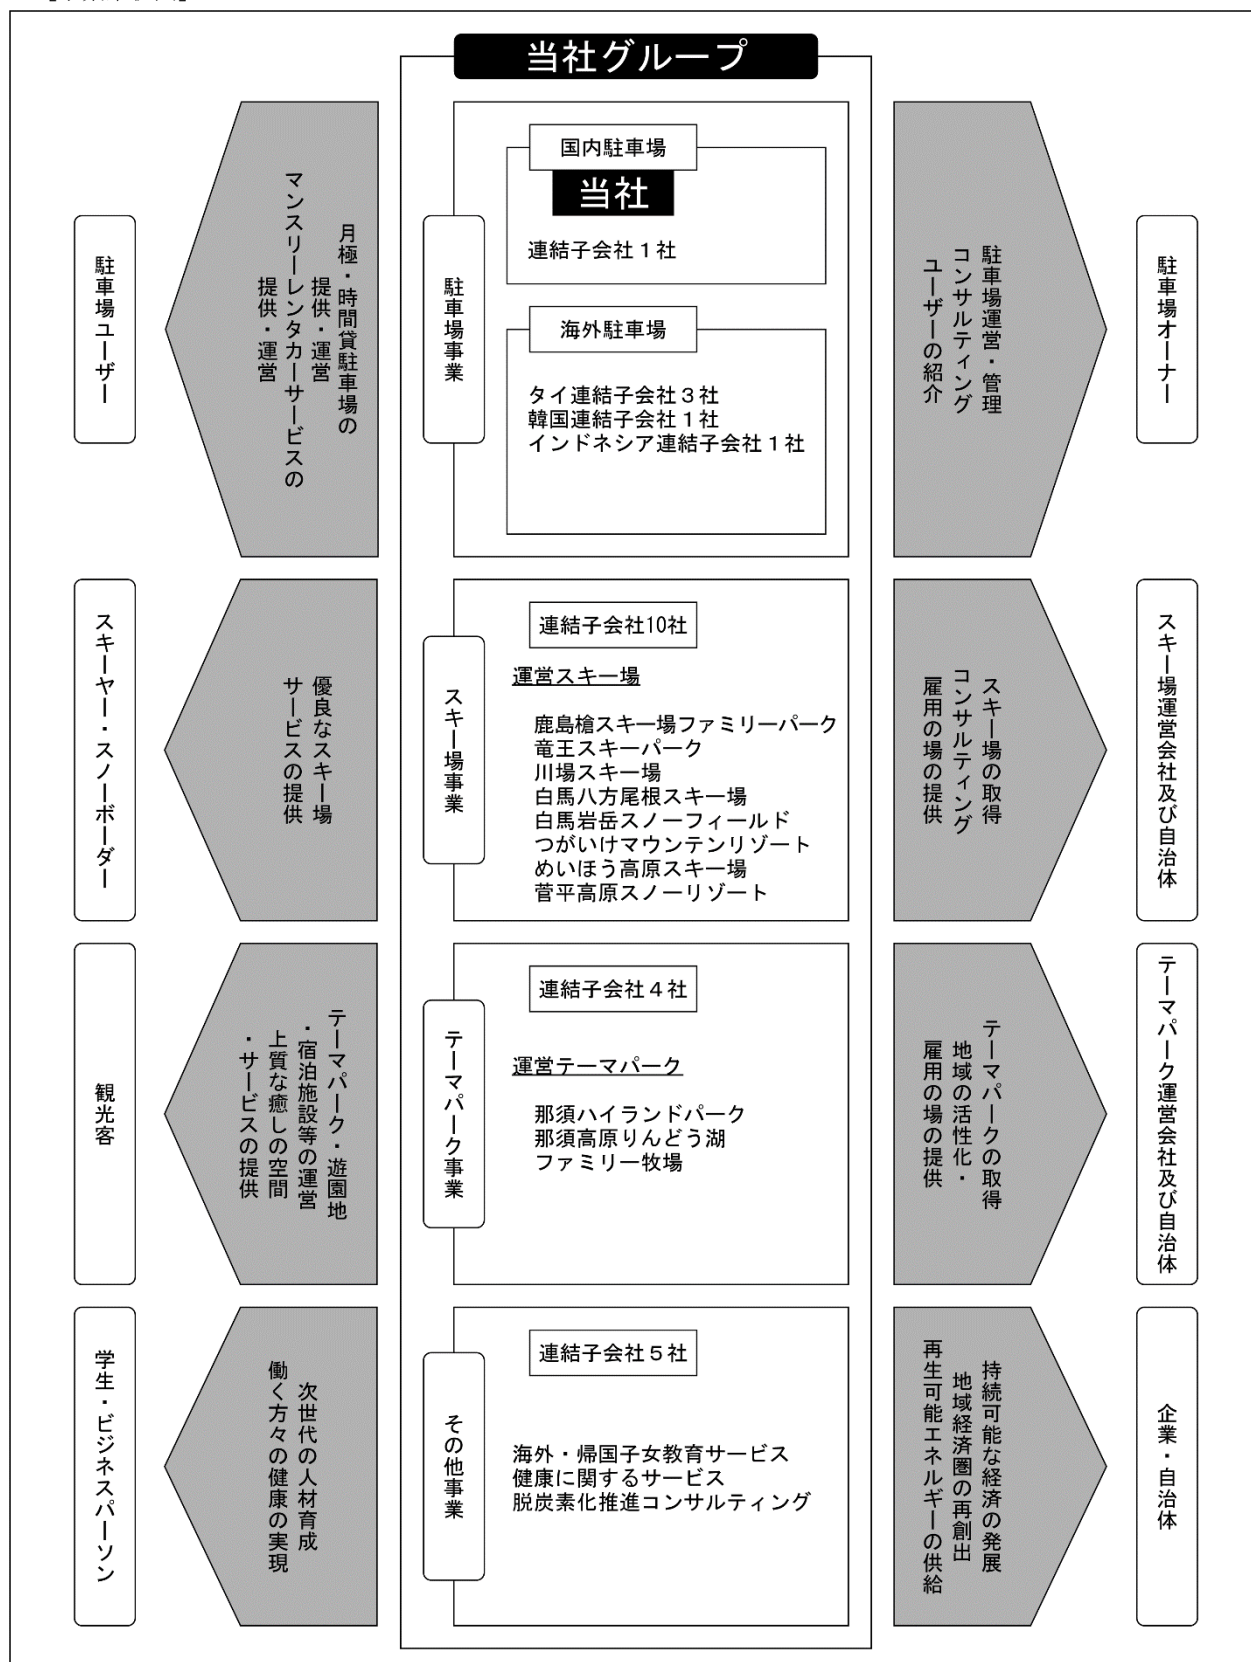 当社グループ
駐車場ユーザー
月極・時間貸駐車場の
提供・運営
マンスリーレンタカーサービスの
提供・運営
駐車場事業
国内駐車場
当社
連結子会社１社
海外駐車場
タイ連結子会社３社
韓国連結子会社１社
インドネシア連結子会社１社
駐車場運営・管理
コンサルティング
ユーザーの紹介
駐車場オーナー
スキーヤー・スノーボーダー
優良なスキー場
サービスの提供
スキー場事業
連結子会社10社
運営スキー場
鹿島槍スキー場ファミリーパーク
竜王スキーパーク
川場スキー場
白馬八方尾根スキー場
白馬岩岳スノーフィールド
つがいけマウンテンリゾート
めいほう高原スキー場
菅平高原スノーリゾート
スキー場の取得
コンサルティング
雇用の場の提供
スキー場運営会社及び自治体
観光客
テーマパーク・遊園地
・宿泊施設等の運営
上質な癒しの空間
・サービスの提供
テーマパーク事業
連結子会社４社
運営テーマパーク
那須ハイランドパーク
那須高原りんどう湖
ファミリー牧場
テーマパークの取得
地域の活性化・
雇用の場の提供
テーマパーク運営会社及び自治体
学生・ビジネスパーソン
次世代の人材育成
働く方々の健康の実現
その他事業
連結子会社５社
海外・帰国子女教育サービス
健康に関するサービス
脱炭素化推進コンサルティング
持続可能な経済の発展
地域経済圏の再創出
再生可能エネルギーの供給
企業・自治体